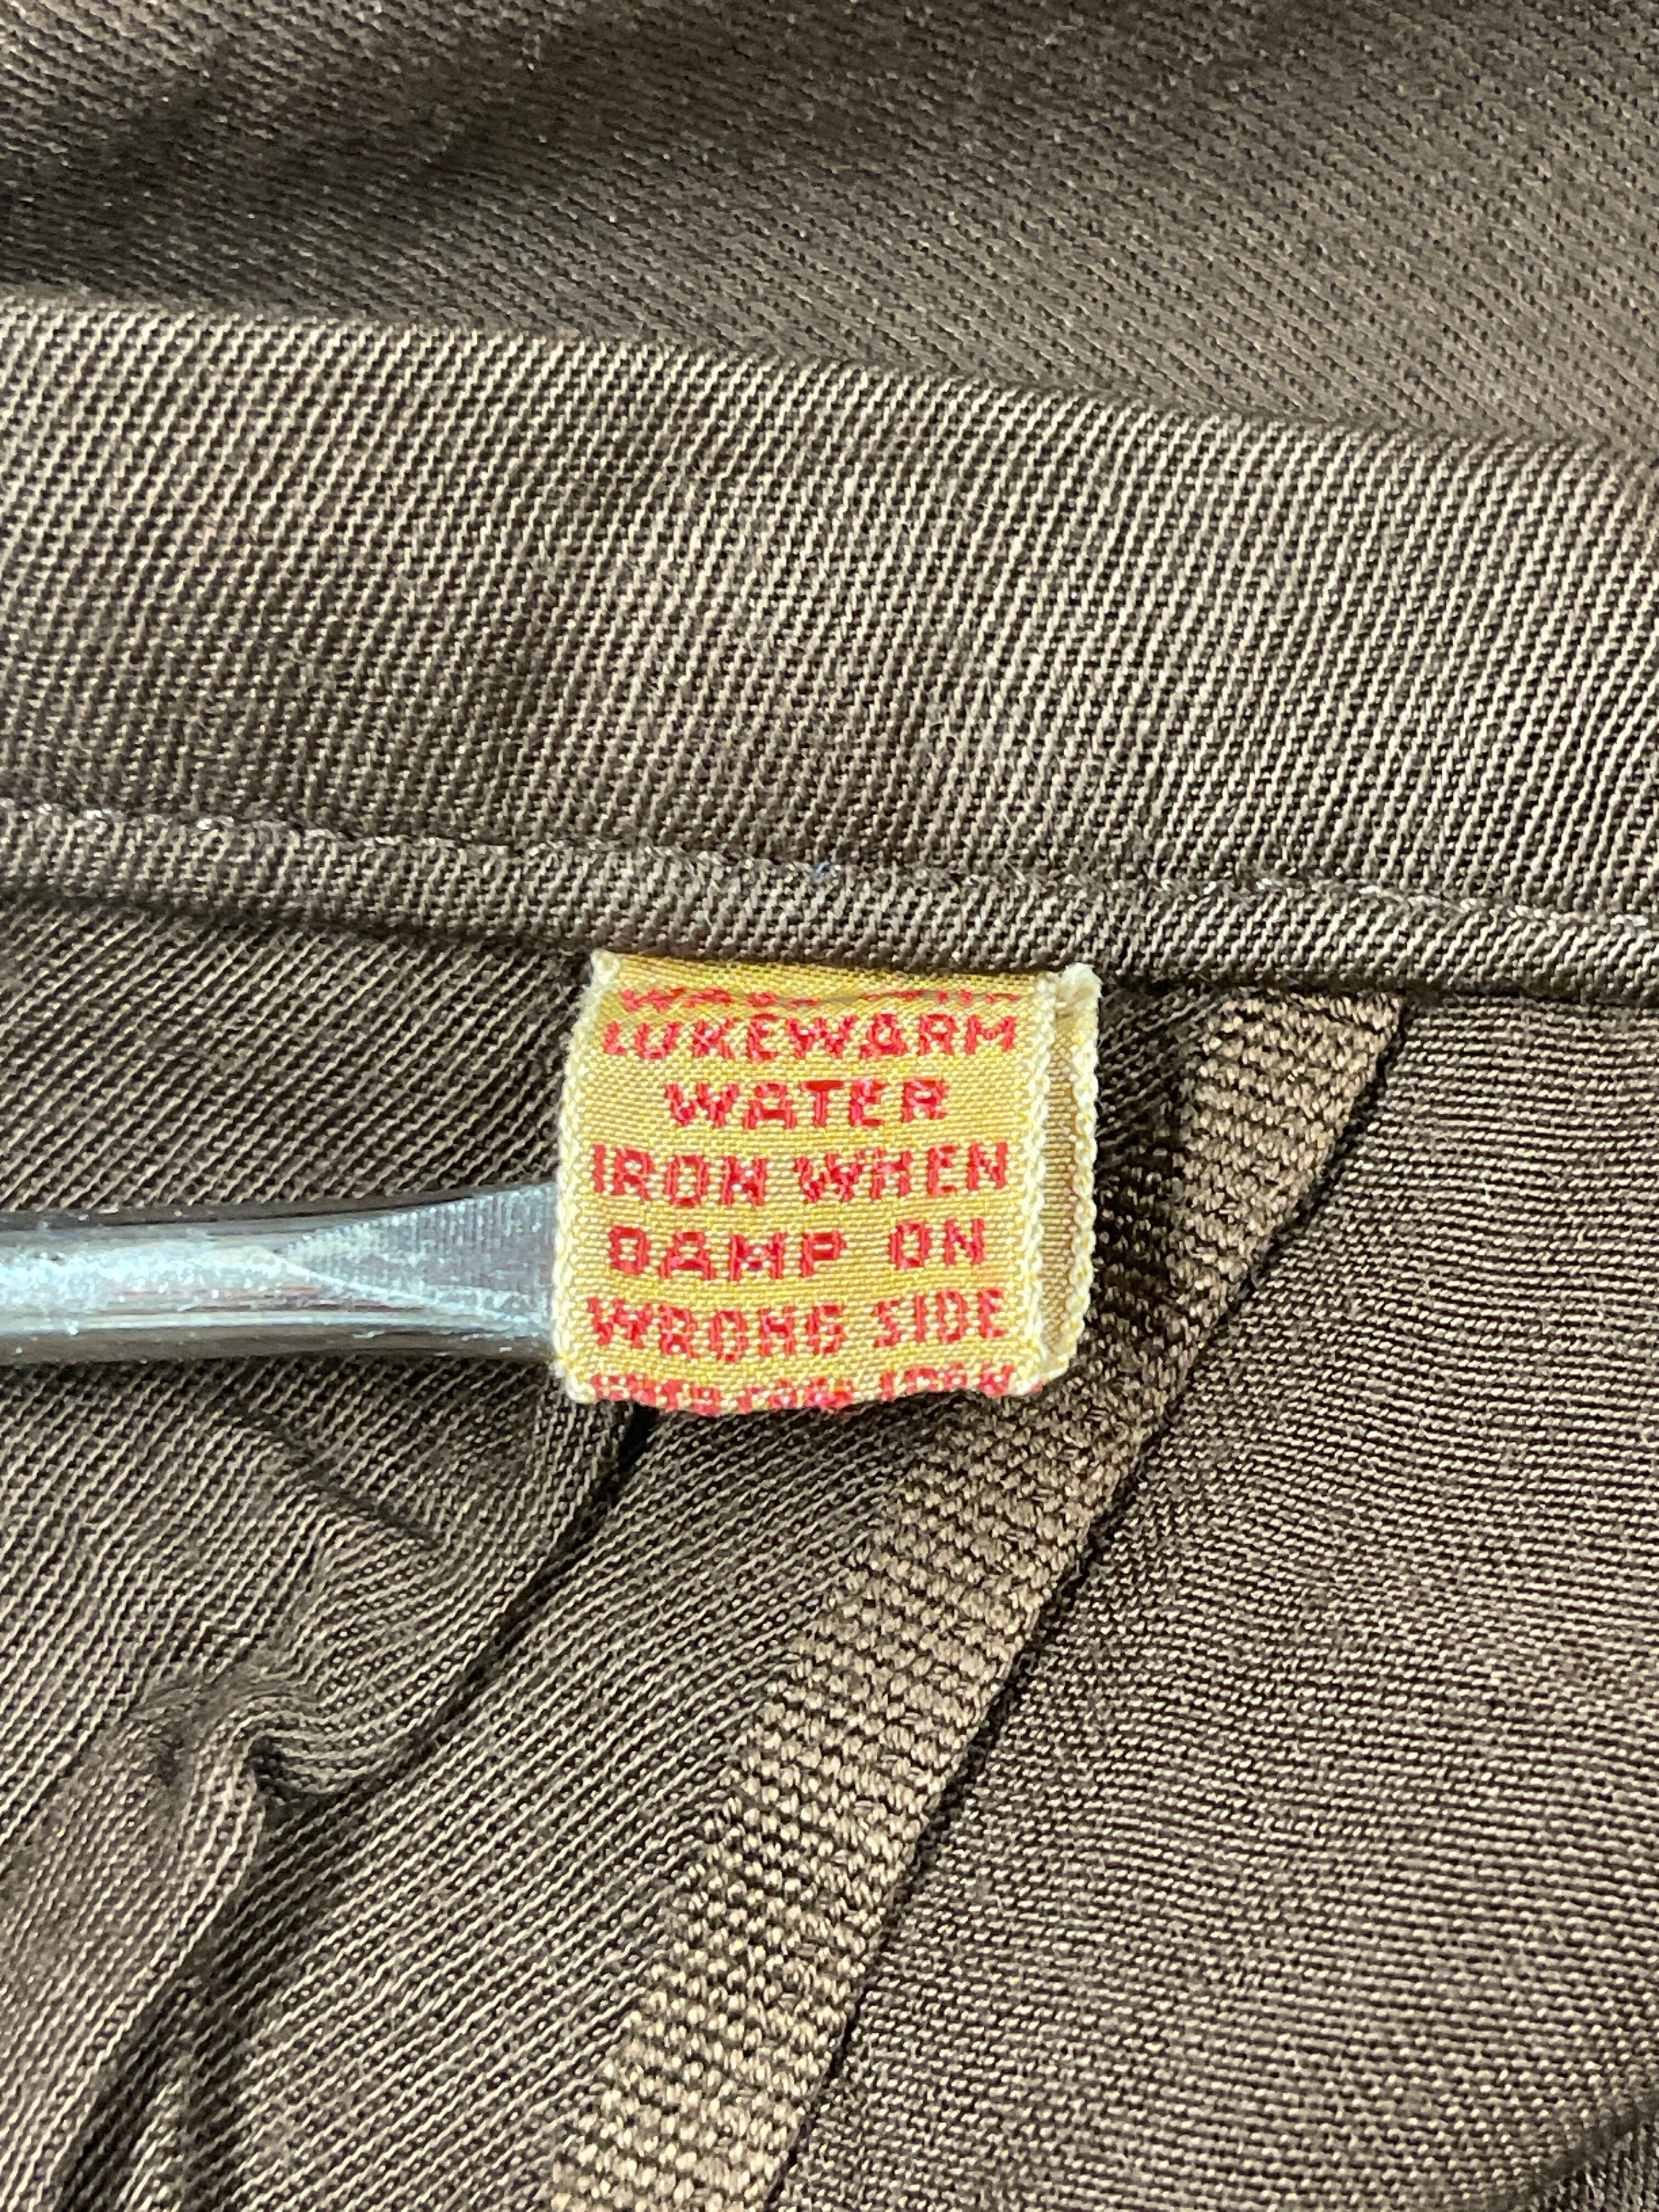 LUKEWARM
WATER
IRON WHEN
DAMP ON
WRONG SIDE